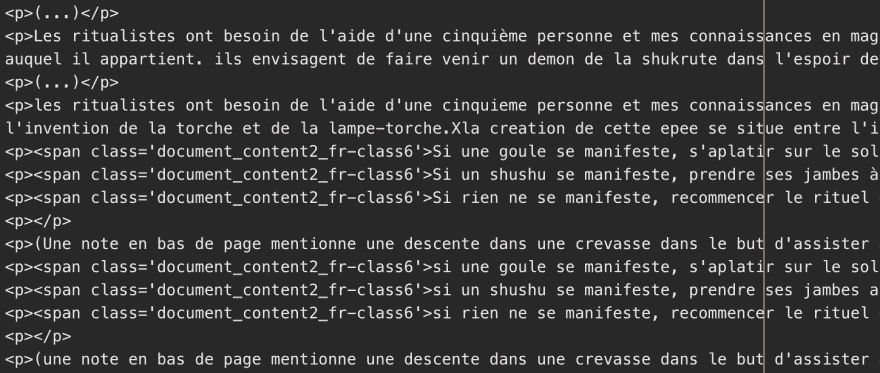 <p>(...)</p>
<p>Les ritualistes ont besoin de l'aide d'une cinquième personne et mes connaissances en mag
auquel il appartient. ils envisagent de faire venir un demon de la shukrute dans l'espoir de
<p>(...)</p>
<p>les ritualistes ont besoin de l'aide d'une cinquieme personne et mes connaissances en mag
l'invention de la torche et de la lampe-torche.Xla creation de cette epee se situe entre l'i
<p><span class='document_content2_fr-class6'>Si une goule se manifeste, s'aplatir sur le sol
<p><span class='document_content2_fr-class6'>Si un shushu se manifeste, prendre ses jambes à
<p><span class='document_content2_fr-class6'>Si rien ne se manifeste, recommencer le rituel
<p></p>
<p>(Une note en bas de page mentionne une descente dans une crevasse dans le but d'assister
<p><span class='document_content2_fr-class6'>si une goule se manifeste, s'aplatir sur le sol
<p><span class='document_content2_fr-class6'>si un shushu se manifeste, prendre ses jambes a
<p><span class='document_content2_fr-class6'>si rien ne se manifeste, recommencer le rituel
<p></p>
<p>(une note en bas de page mentionne une descente dans une crevasse dans le but d'assister